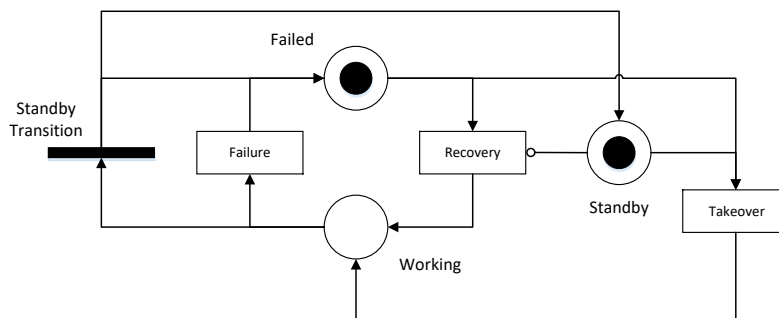 Failed
Standby
Transition
Failure
Recovery
Standby
Takeover
Working